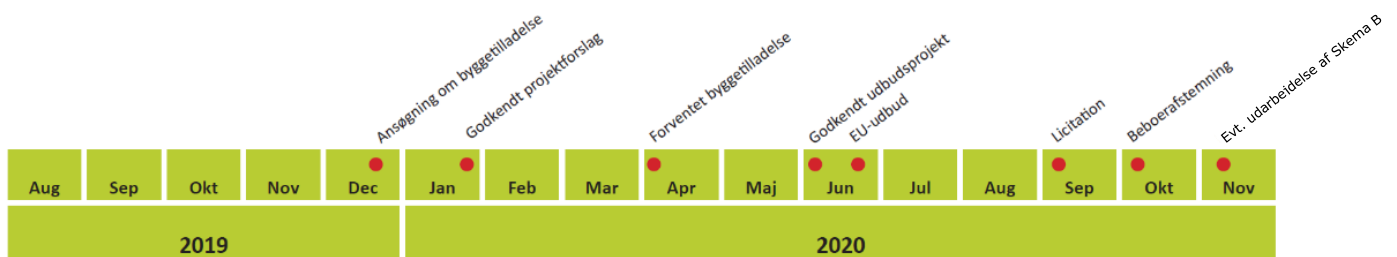 Ansøgning om byggetilladelse
Godkendt projektforslag
Forventet byggetilladelse
Godkendt udbudsprojekt
EU-udbud
Licitation
Beboerafstemning
Evt. udarbeidelse af Skema B
Aug Sep Okt Nov Dec Jan Feb Mar Apr Maj Jun Jul Aug Sep Okt Nov
2019 2020